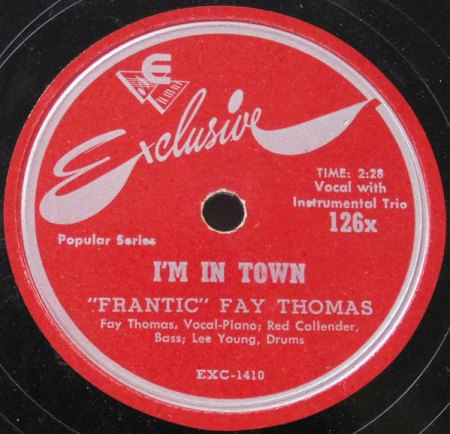 E
Exclusive
TIME: 2:28
Vocal with
Instrumental Trio
126x
Popular Series
I'M IN TOWN
"FRANTIC" FAY THOMAS
Fay Thomas, Vocal-Piano; Red Callender,
Bass; Lee Young, Drums
EXC-1410